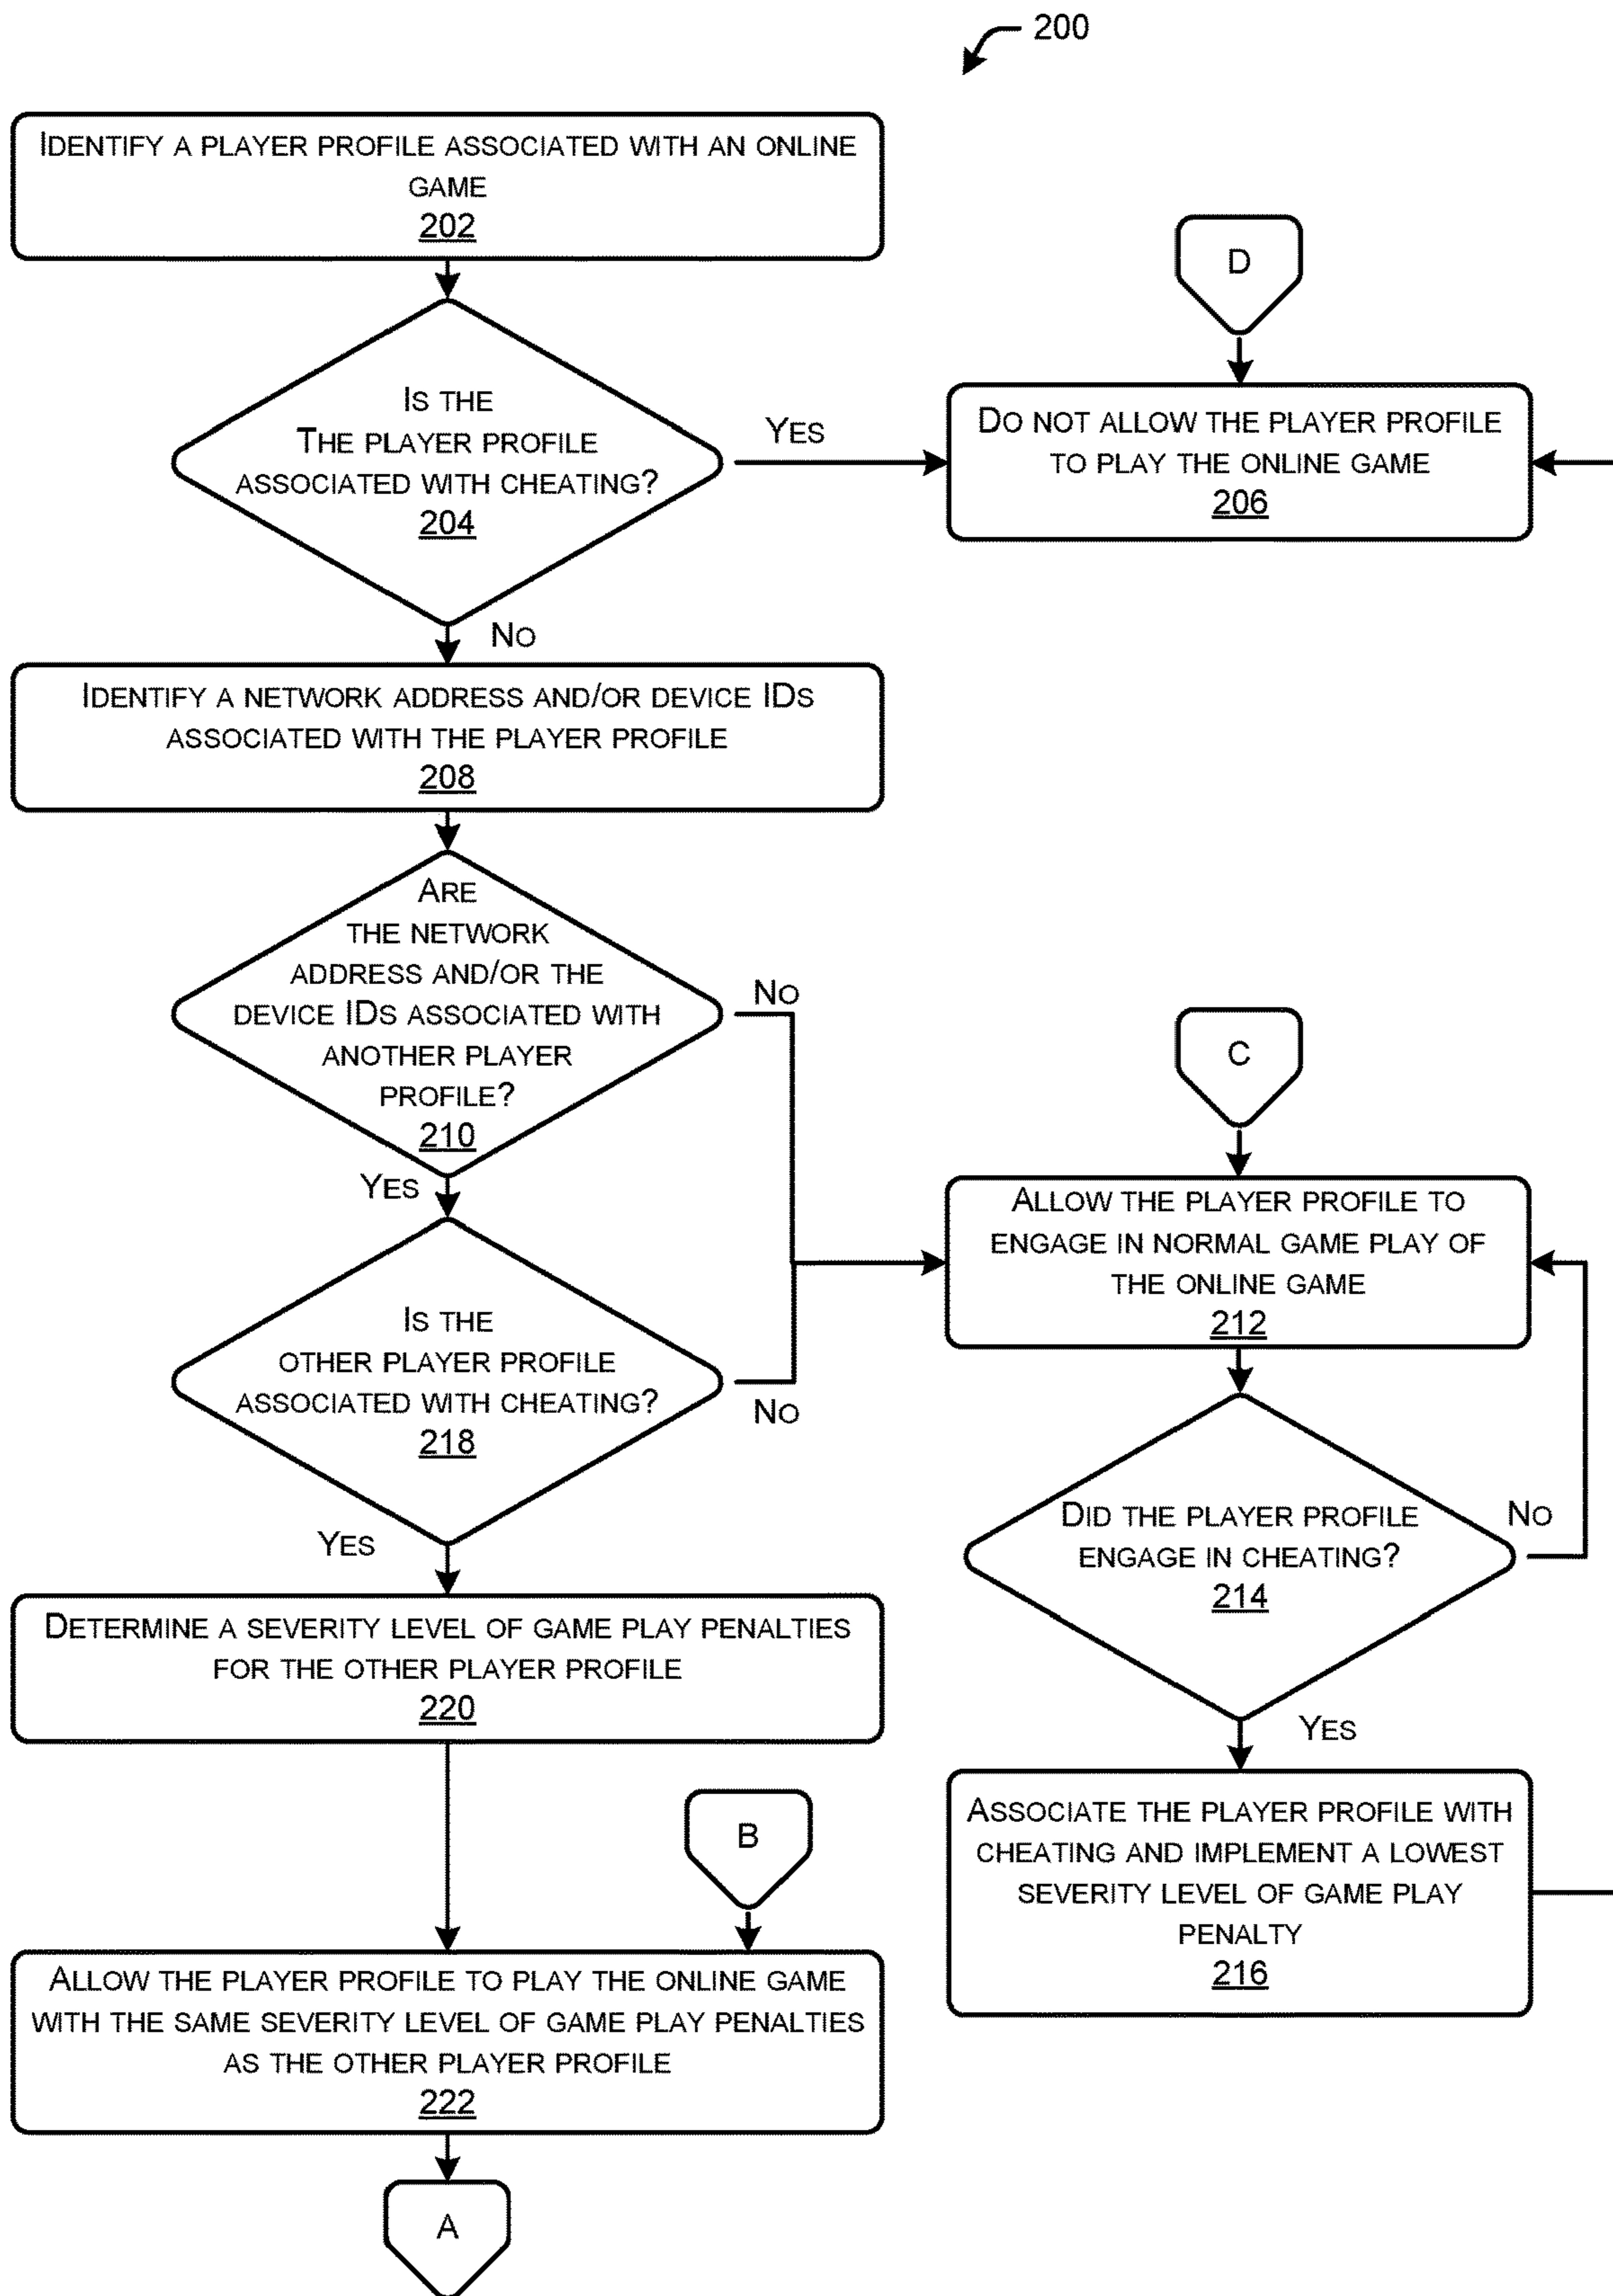 200
IDENTIFY A PLAYER PROFILE ASSOCIATED WITH AN ONLINE
GAME
202
IS THE
THE PLAYER PROFILE
ASSOCIATED WITH CHEATING?
204
YES
D
DO NOT ALLOW THE PLAYER PROFILE
TO PLAY THE ONLINE GAME
206
NO
IDENTIFY A NETWORK ADDRESS AND/OR DEVICE IDS
ASSOCIATED WITH THE PLAYER PROFILE
208
ARE
THE NETWORK
ADDRESS AND/OR THE
DEVICE IDS ASSOCIATED WITH
ANOTHER PLAYER
PROFILE?
210
NO
YES
C
ALLOW THE PLAYER PROFILE TO
ENGAGE IN NORMAL GAME PLAY OF
THE ONLINE GAME
212
IS THE
OTHER PLAYER PROFILE
ASSOCIATED WITH CHEATING?
218
NO
YES
DID THE PLAYER PROFILE
ENGAGE IN CHEATING?
214
NO
YES
DETERMINE A SEVERITY LEVEL OF GAME PLAY PENALTIES
FOR THE OTHER PLAYER PROFILE
220
B
ASSOCIATE THE PLAYER PROFILE WITH
CHEATING AND IMPLEMENT A LOWEST
SEVERITY LEVEL OF GAME PLAY
PENALTY
216
ALLOW THE PLAYER PROFILE TO PLAY THE ONLINE GAME
WITH THE SAME SEVERITY LEVEL OF GAME PLAY PENALTIES
AS THE OTHER PLAYER PROFILE
222
A